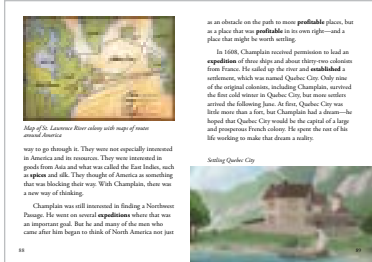 Map of St. Lawrence River colony with maps of routes
around America
way to go through it. They were not especially interested
in America and its resources. They were interested in
goods from Asia and what was called the East Indies, such
as spices and silk. They thought of America as something
that was blocking their way. With Champlain, there was
a new way of thinking.
Champlain was still interested in finding a Northwest
Passage. He went on several expeditions where that was
an important goal. But he and many of the men who
came after him began to think of North America not just
88
as an obstacle on the path to more profitable places, but
as a place that was profitable in its own right—and a
place that might be worth settling.
In 1608, Champlain received permission to lead an
expedition of three ships and about thirty-two colonists
from France. He sailed up the river and established a
settlement, which was named Quebec City. Only nine
of the original colonists, including Champlain, survived
the first cold winter in Quebec City, but more settlers
arrived the following June. At first, Quebec City was
little more than a fort, but Champlain had a dream—he
hoped that Quebec City would be the capital of a large
and prosperous French colony. He spent the rest of his
life working to make that dream a reality.
Settling Quebec City
89